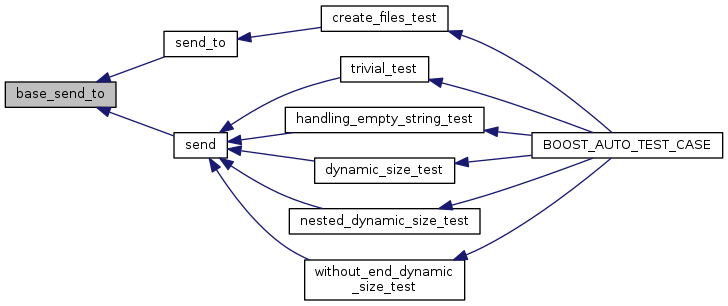 create_files_test
send_to
trivial_test
base_send_to
handling_empty_string_test
send
BOOST_AUTO_TEST_CASE
dynamic_size_test
nested_dynamic_size_test
without_end_dynamic
_size_test